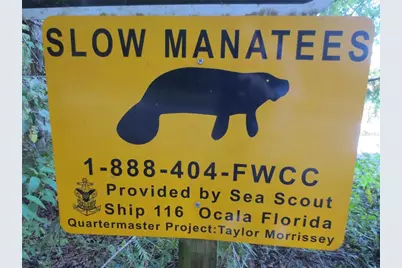 SLOW MANATEES
1-888-404-FWCC
Provided by Sea Scout
Ship 116 Ocala Florida
Quartermaster Project:Taylor Morrissey